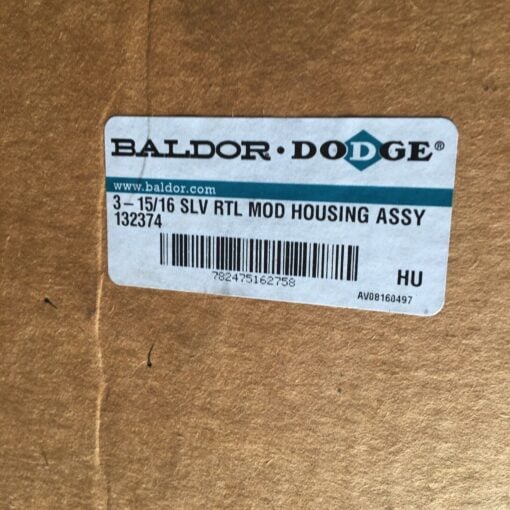 BALDOR · DODGE®
www.baldor.com
3-15/16 SLV RTL MOD HOUSING ASSY
132374
782475162758
HU
AV08160497